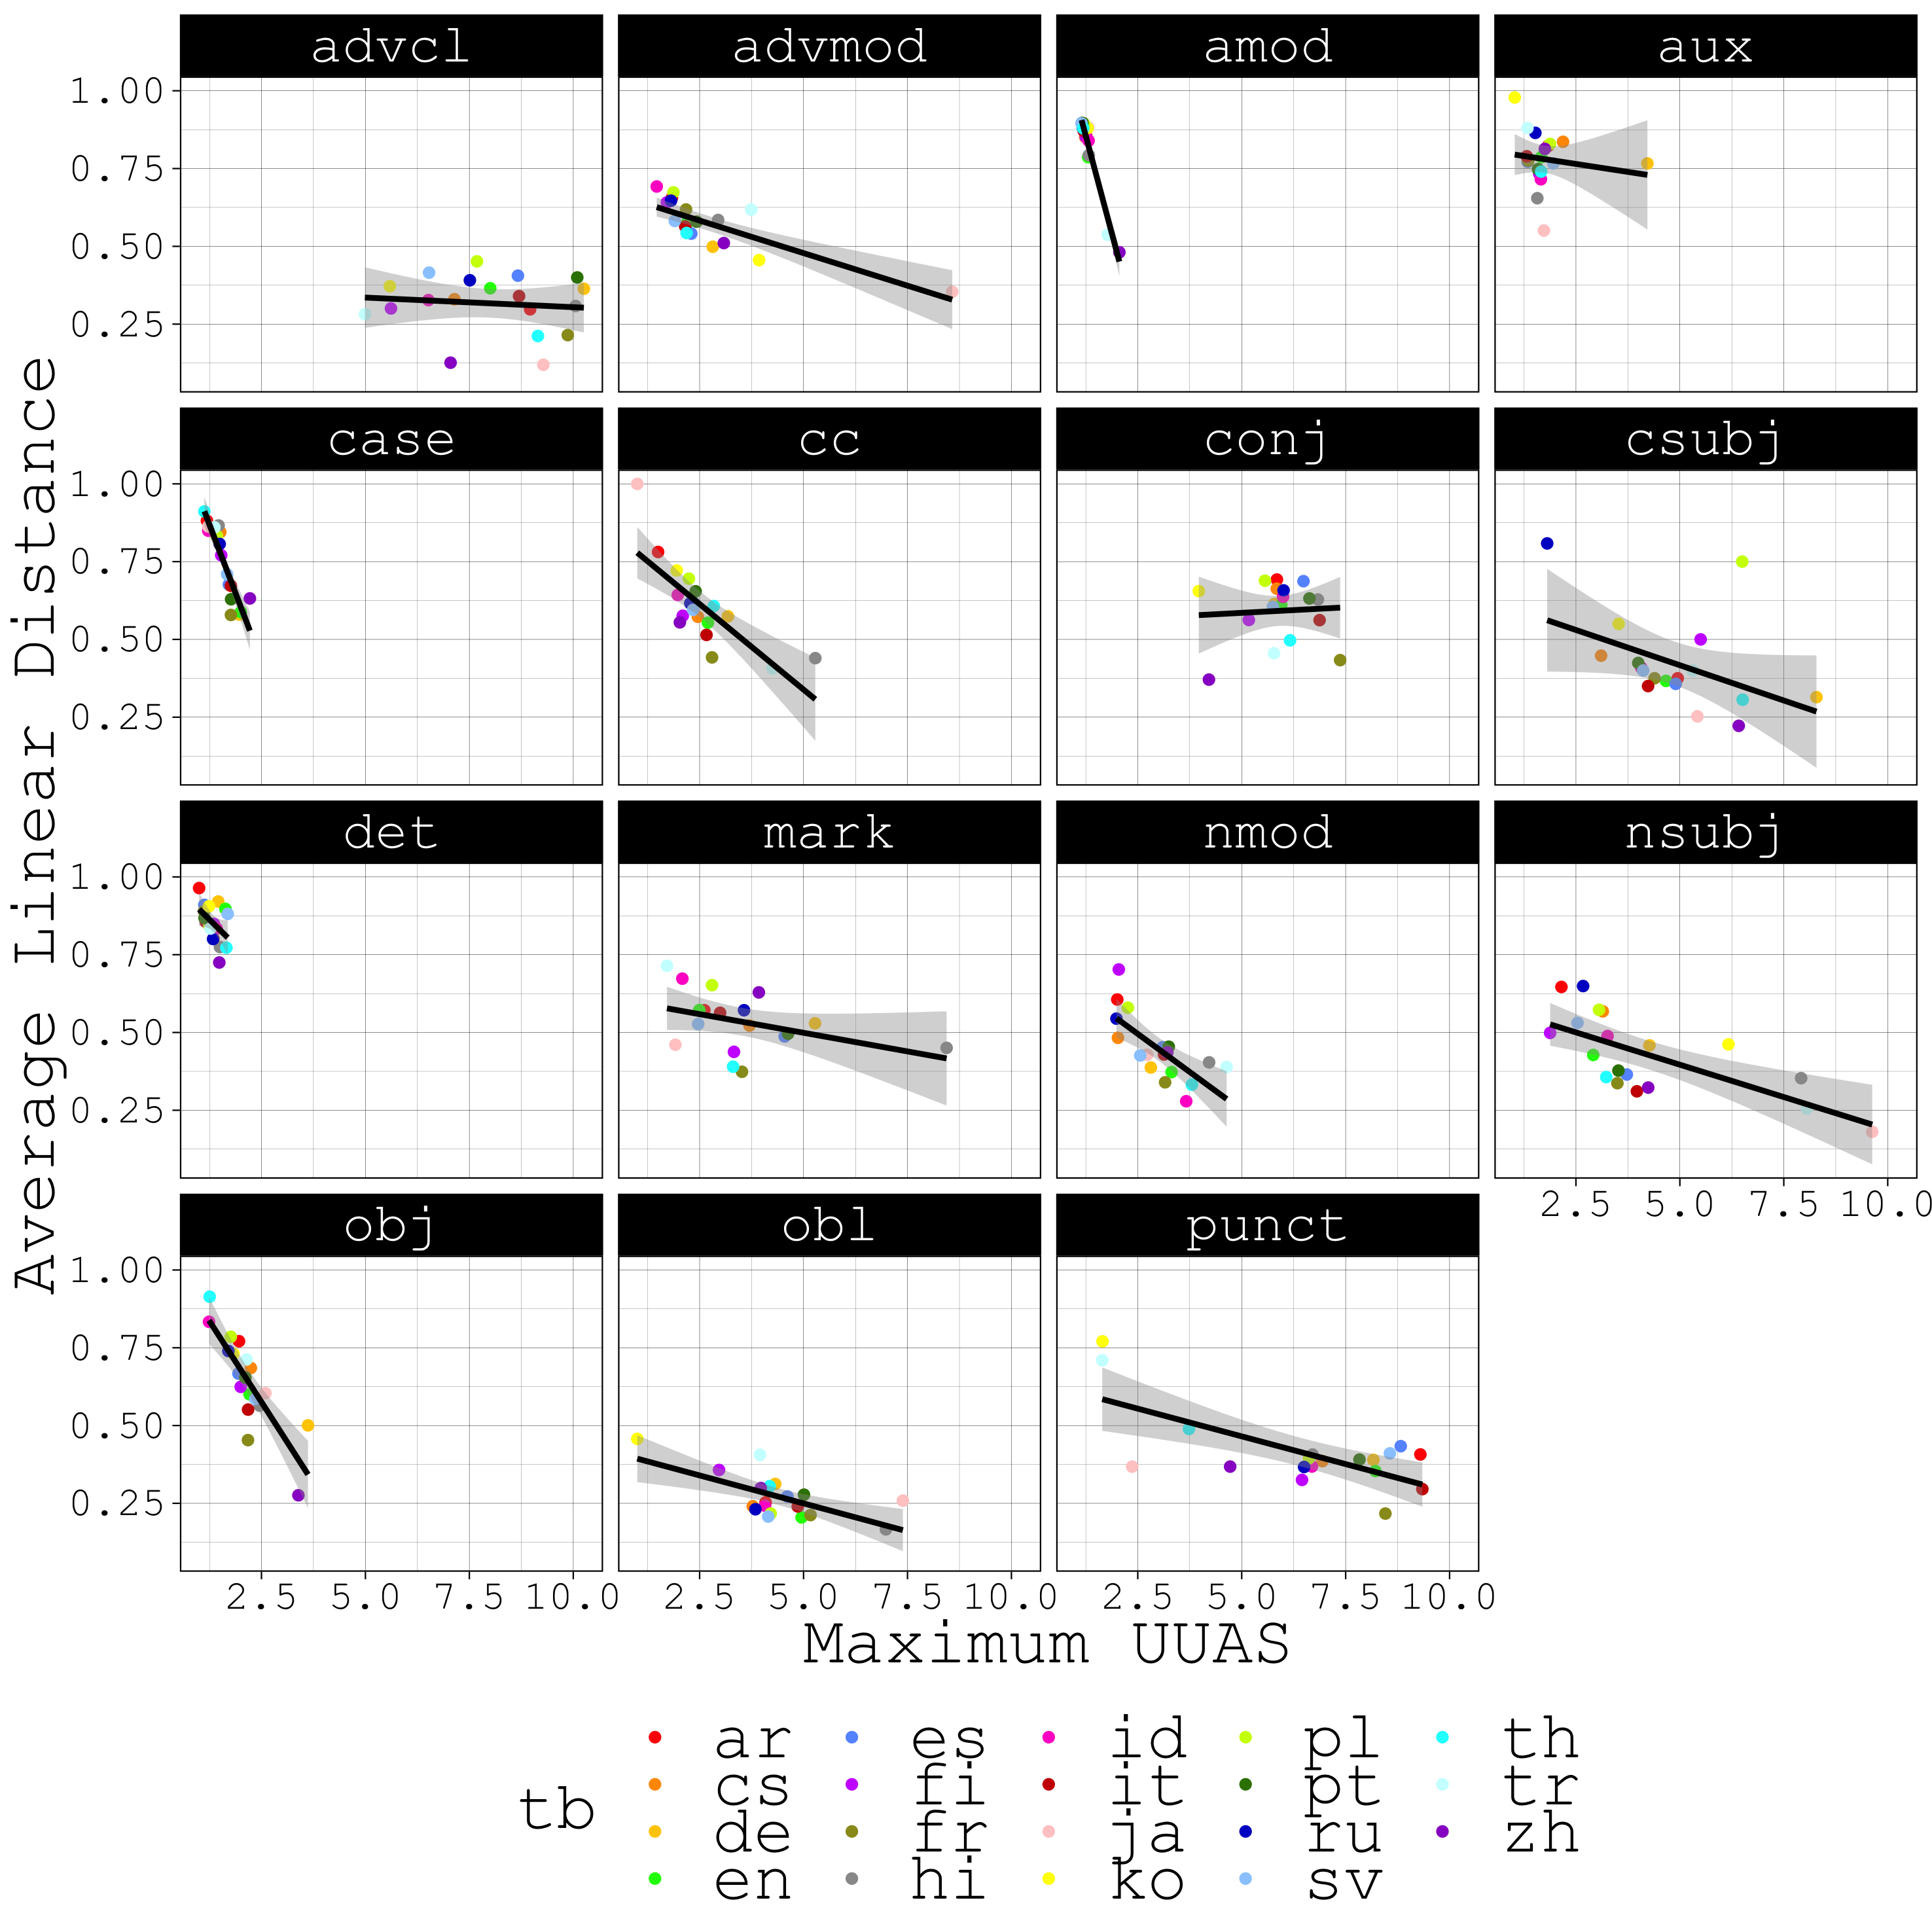 advcl advmod amod aux
1.00
0.75
0.50
0.25
case cc conj csubj
1.00
0.75
0.50
0.25
det mark nmod nsubj
1.00
0.75
0.50
0.25
2.5 5.0 7.5 10.0
obj obl punct
1.00
0.75
0.50
0.25
2.5 5.0 7.5 10.0 2.5 5.0 7.5 10.0 2.5 5.0 7.5 10.0
Average Linear Distance
Maximum UUAS
tb
ar es id pl th
cs fi it pt tr
de fr ja ru zh
en hi ko sv